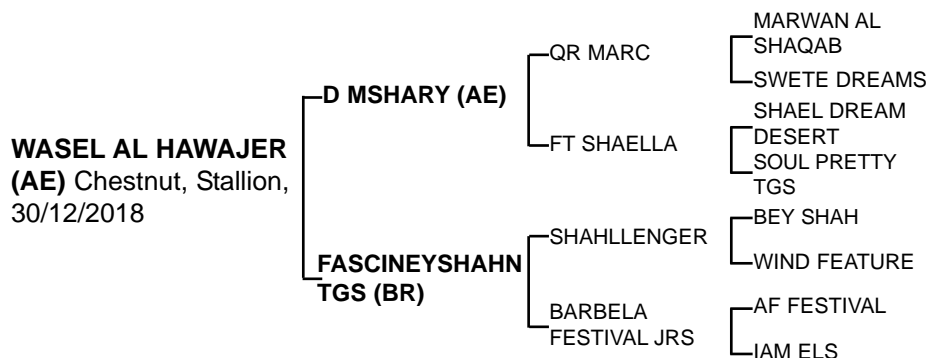 WASEL AL HAWAJER
(AE) Chestnut, Stallion,
30/12/2018
D MSHARY (AE)
FASCINEYSHAHN
TGS (BR)
QR MARC
FT SHAELLA
SHAHLLENGER
BARBELA
FESTIVAL JRS
MARWAN AL
SHAQAB
SWETE DREAMS
SHAEL DREAM
DESERT
SOUL PRETTY
TGS
BEY SHAH
WIND FEATURE
AF FESTIVAL
IAM ELS